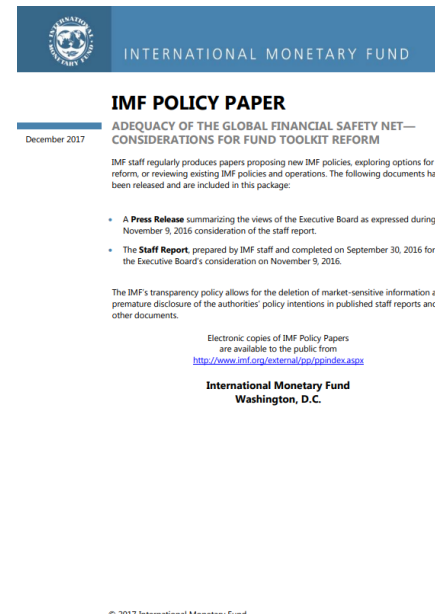 INTERNATIONAL MONETARY FUND
IMF POLICY PAPER
December 2017
ADEQUACY OF THE GLOBAL FINANCIAL SAFETY NET—
CONSIDERATIONS FOR FUND TOOLKIT REFORM
IMF staff regularly produces papers proposing new IMF policies, exploring options for
reform, or reviewing existing IMF policies and operations. The following documents ha
been released and are included in this package:
• A Press Release summarizing the views of the Executive Board as expressed during
November 9, 2016 consideration of the staff report.
• The Staff Report, prepared by IMF staff and completed on September 30, 2016 for
the Executive Board's consideration on November 9, 2016.
The IMF's transparency policy allows for the deletion of market-sensitive information a
premature disclosure of the authorities' policy intentions in published staff reports and
other documents.
Electronic copies of IMF Policy Papers
are available to the public from
http://www.imf.org/external/pp/ppindex.aspx
International Monetary Fund
Washington, D.C.
© 2017 International Monetary Fund